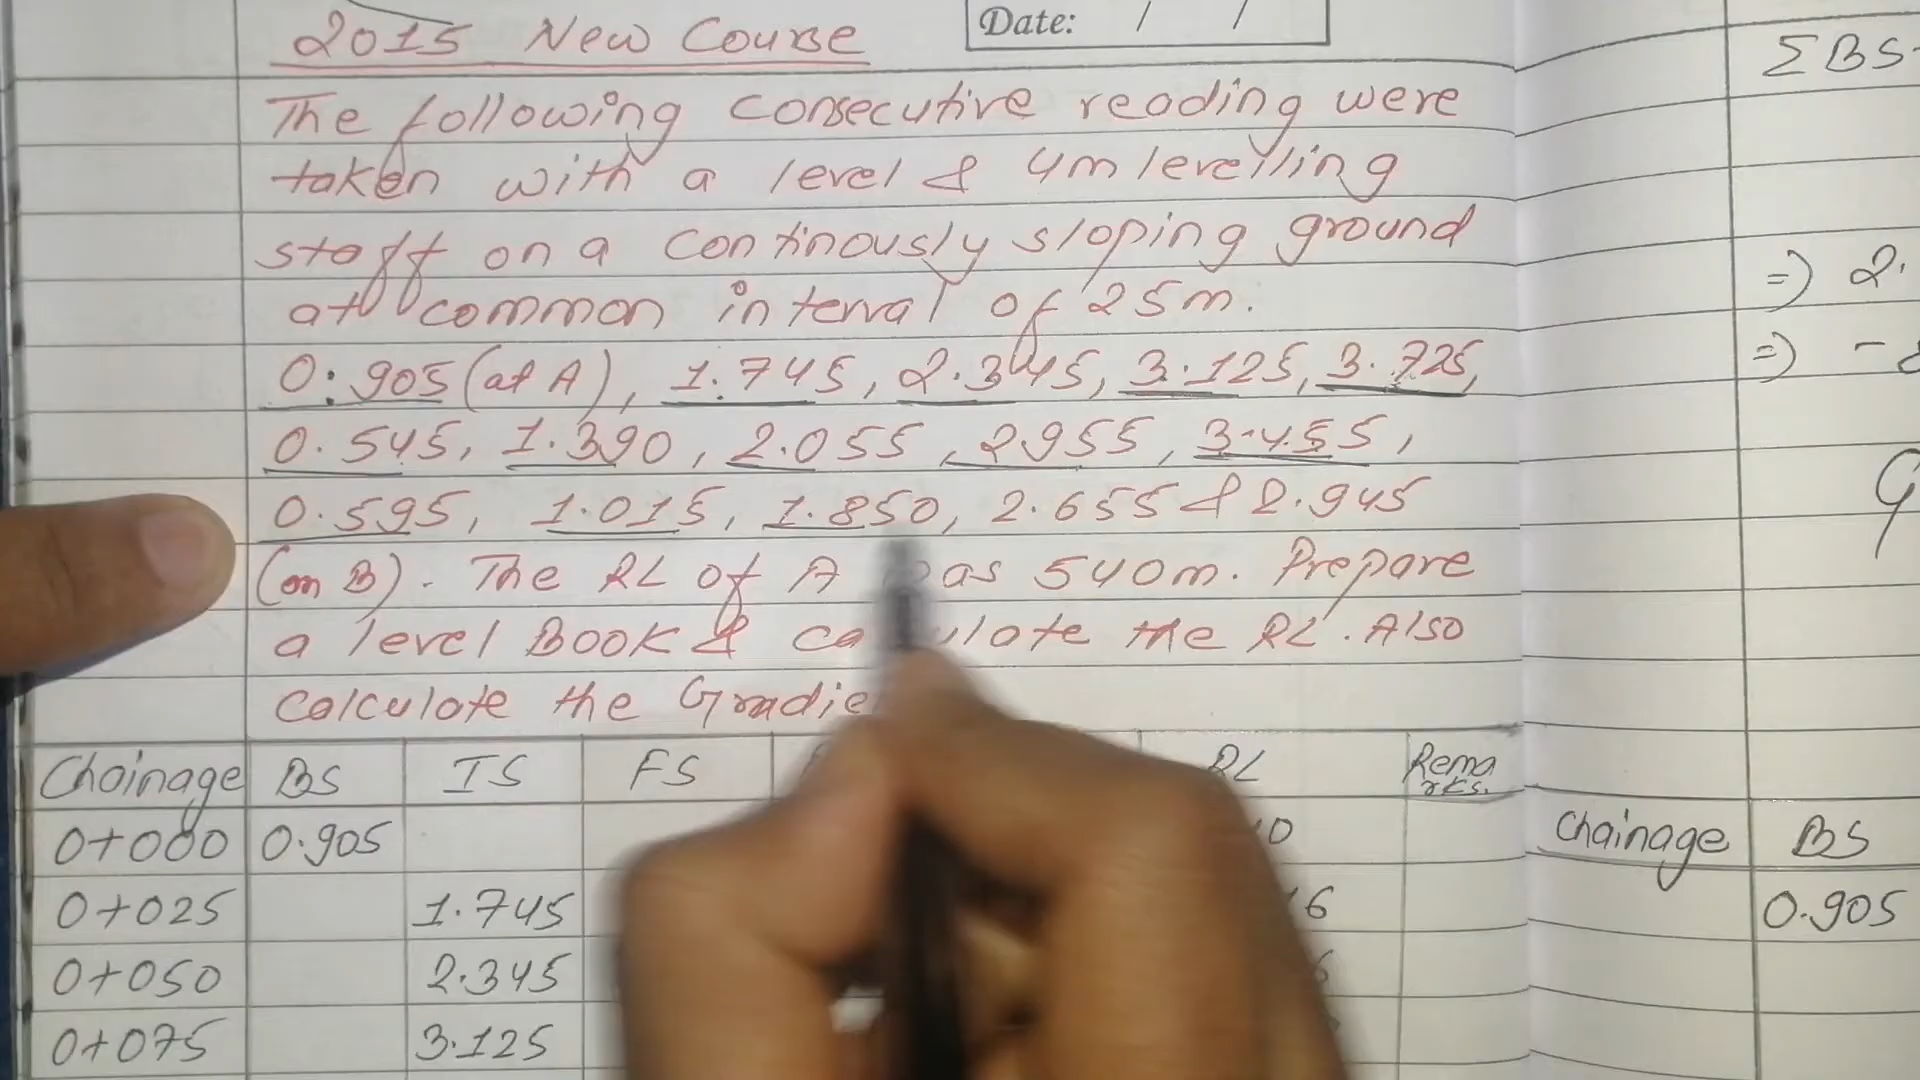 2015 New Course
Date: / /
The following consecutive reading were
taken with a level & 4m levelling
staff on a continously sloping ground
at common interval of 25m.
0.905 (at A), 1.745, 2.345, 3.125, 3.725,
0.545, 1.390, 2.055, 2.955, 3.455,
0.595, 1.015, 1.850, 2.655 & 2.945
(on B). The RL of A as 540m. Prepare
a level Book & the RL. Also
calculate the
Chainage BS IS FS RL Remarks.
0+000 0.905
0+025 1.745
0+050 2.345
0+075 3.125
ΣBS-
=) 2.
=) -
Chainage BS
0.905